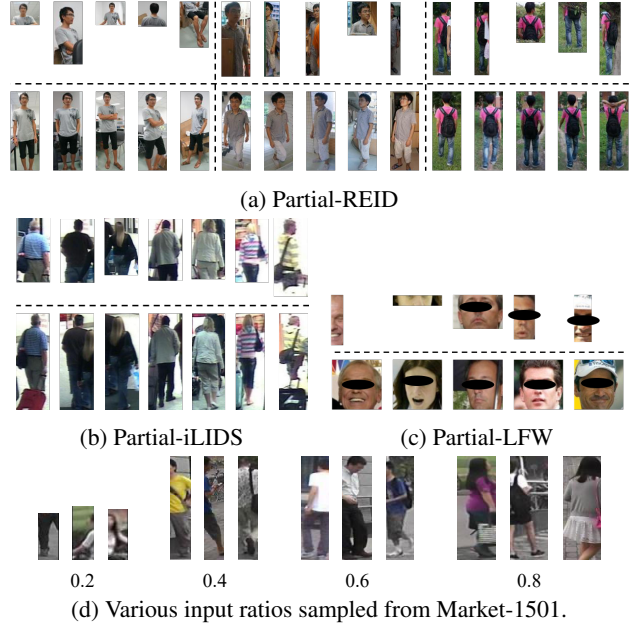 (a) Partial-REID
(b) Partial-iLIDS
(c) Partial-LFW
0.2 0.4 0.6 0.8
(d) Various input ratios sampled from Market-1501.